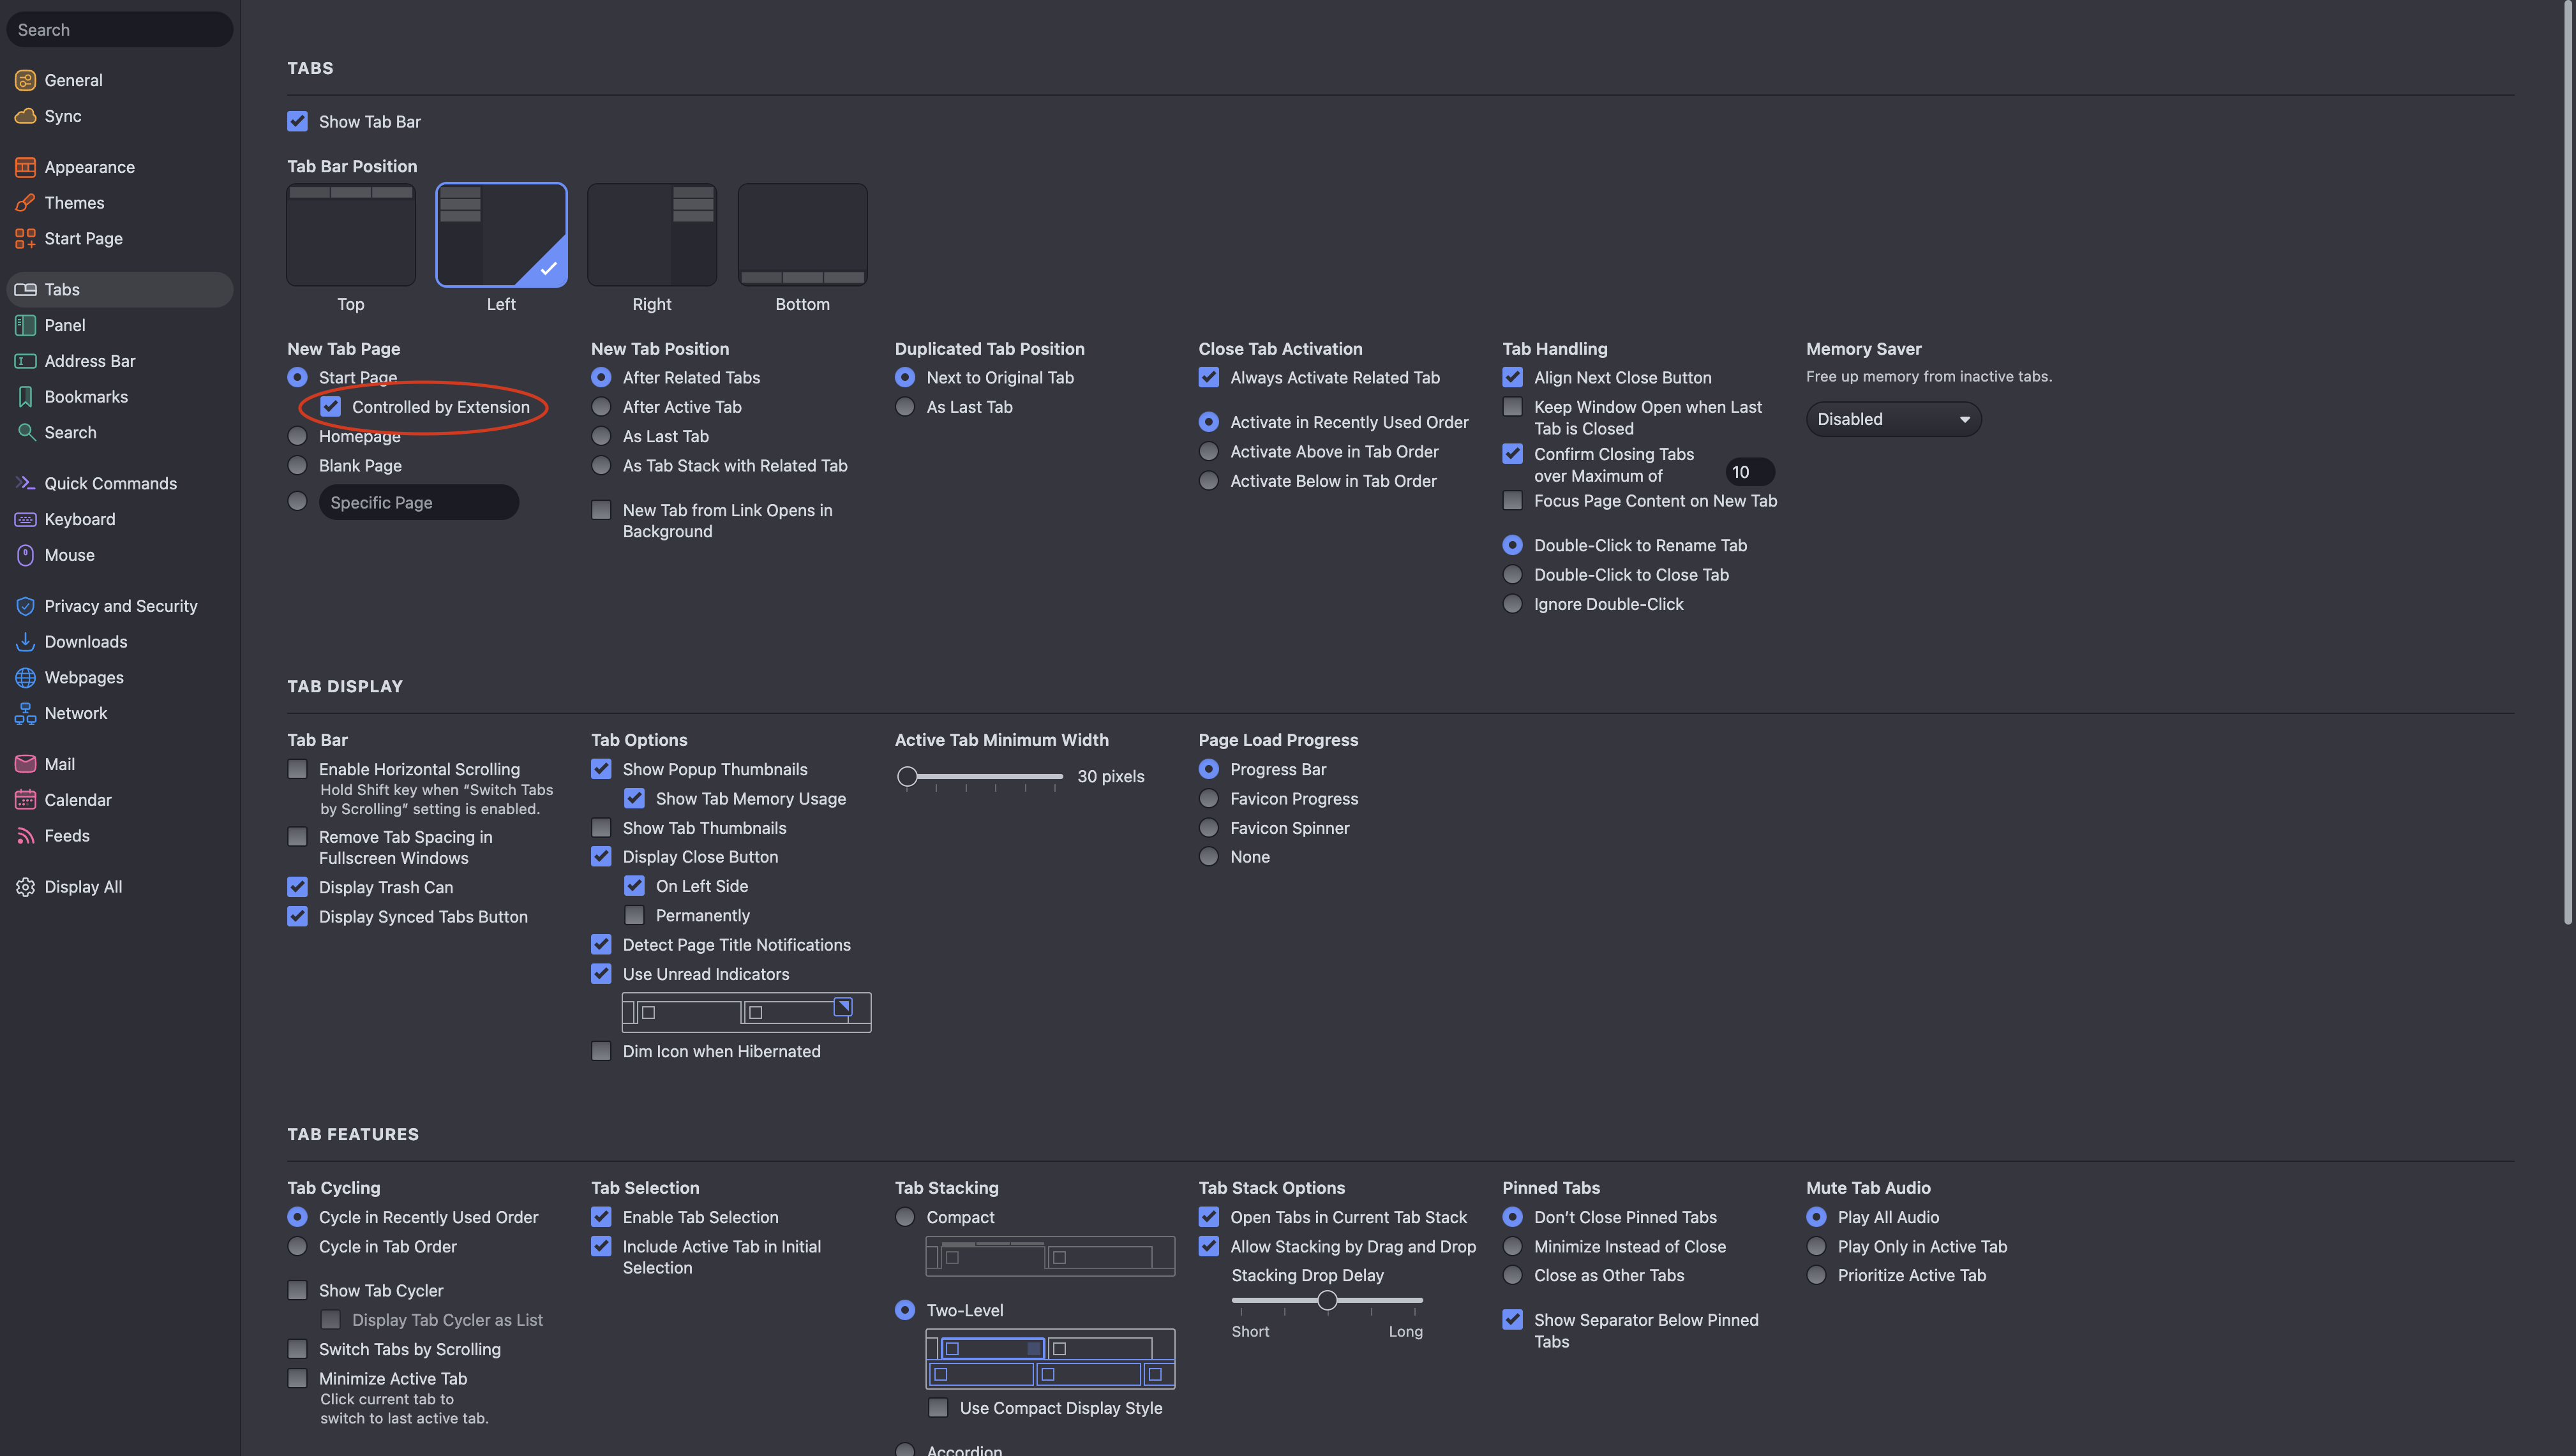 Search
General
Sync
Appearance
Themes
Start Page
Tabs
Panel
Address Bar
Bookmarks
Search
Quick Commands
Keyboard
Mouse
Privacy and Security
Downloads
Webpages
Network
Mail
Calendar
Feeds
Display All
TABS
Show Tab Bar
Tab Bar Position
Top
Left
Right
Bottom
New Tab Page
Start Page
Controlled by Extension
Homepage
Blank Page
Specific Page
New Tab Position
After Related Tabs
After Active Tab
As Last Tab
As Tab Stack with Related Tab
New Tab from Link Opens in
Background
Duplicated Tab Position
Next to Original Tab
As Last Tab
Close Tab Activation
Always Activate Related Tab
Activate in Recently Used Order
Activate Above in Tab Order
Activate Below in Tab Order
Tab Handling
Align Next Close Button
Keep Window Open when Last
Tab is Closed
Confirm Closing Tabs
over Maximum of
10
Focus Page Content on New Tab
Double-Click to Rename Tab
Double-Click to Close Tab
Ignore Double-Click
Memory Saver
Free up memory from inactive tabs.
Disabled
TAB DISPLAY
Tab Bar
Enable Horizontal Scrolling
Hold Shift key when “Switch Tabs
by Scrolling” setting is enabled.
Remove Tab Spacing in
Fullscreen Windows
Display Trash Can
Display Synced Tabs Button
Tab Options
Show Popup Thumbnails
Show Tab Memory Usage
Show Tab Thumbnails
Display Close Button
On Left Side
Permanently
Detect Page Title Notifications
Use Unread Indicators
Dim Icon when Hibernated
Active Tab Minimum Width
30 pixels
Page Load Progress
Progress Bar
Favicon Progress
Favicon Spinner
None
TAB FEATURES
Tab Cycling
Cycle in Recently Used Order
Cycle in Tab Order
Show Tab Cycler
Display Tab Cycler as List
Switch Tabs by Scrolling
Minimize Active Tab
Click current tab to
switch to last active tab.
Tab Selection
Enable Tab Selection
Include Active Tab in Initial
Selection
Tab Stacking
Compact
Two-Level
Use Compact Display Style
Accordion
Tab Stack Options
Open Tabs in Current Tab Stack
Allow Stacking by Drag and Drop
Stacking Drop Delay
Short
Long
Pinned Tabs
Don’t Close Pinned Tabs
Minimize Instead of Close
Close as Other Tabs
Show Separator Below Pinned
Tabs
Mute Tab Audio
Play All Audio
Play Only in Active Tab
Prioritize Active Tab